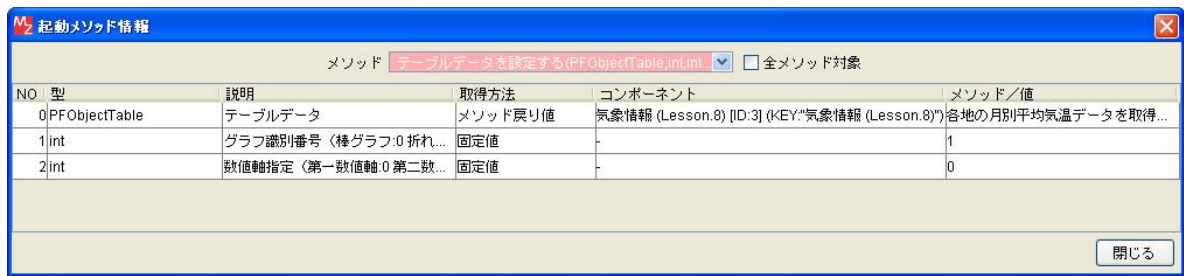 起動メソッド情報
メソッド テーブルデータを設定する(PFObjectTable,int,int... 全メソッド対象
NO 型 説明 取得方法 コンポーネント メソッド／値
0 PFObjectTable テーブルデータ メソッド戻り値 気象情報 (Lesson.8) [ID:3] (KEY:"気象情報 (Lesson.8)") 各地の月別平均気温データを取得...
1 int グラフ識別番号（棒グラフ:0 折れ... 固定値 - 1
2 int 数値軸指定（第一数値軸:0 第二数... 固定値 - 0
閉じる